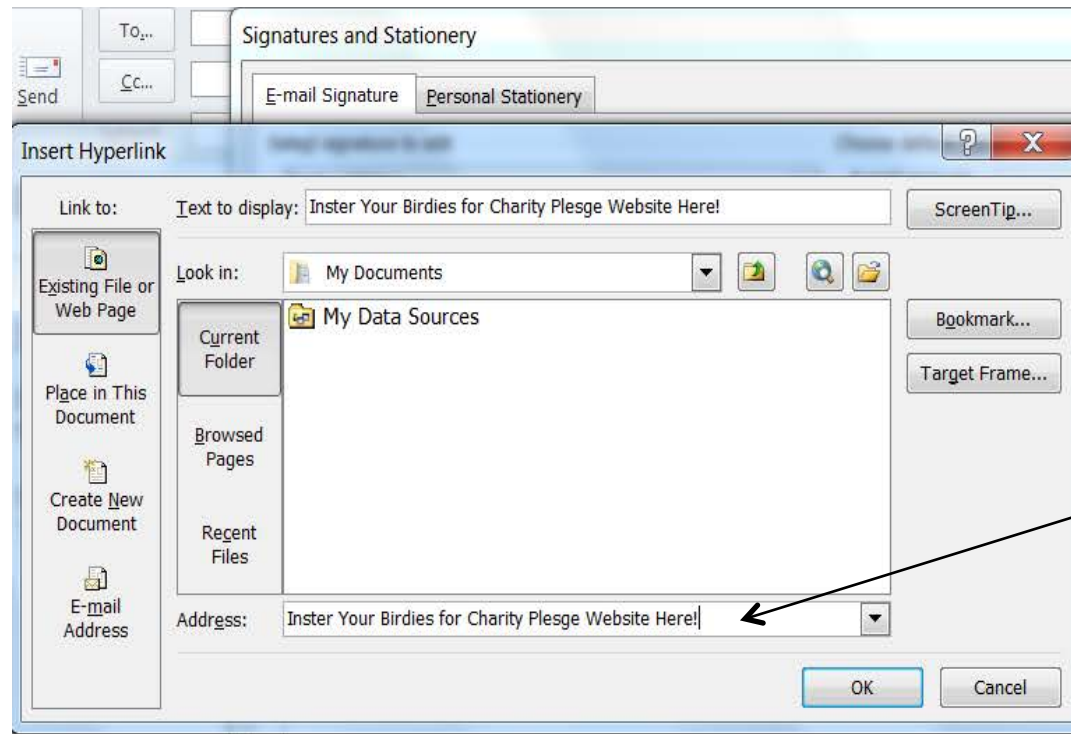 To...
Signatures and Stationery
Send
Cc...
E-mail Signature Personal Stationery
Insert Hyperlink
Link to:
Text to display: Inster Your Birdies for Charity Plesge Website Here!
ScreenTip...
Existing File or
Web Page
Look in: My Documents
My Data Sources
Current
Folder
Bookmark...
Target Frame...
Place in This
Document
Browsed
Pages
Create New
Document
Recent
Files
E-mail
Address
Address: Inster Your Birdies for Charity Plesge Website Here!
OK Cancel